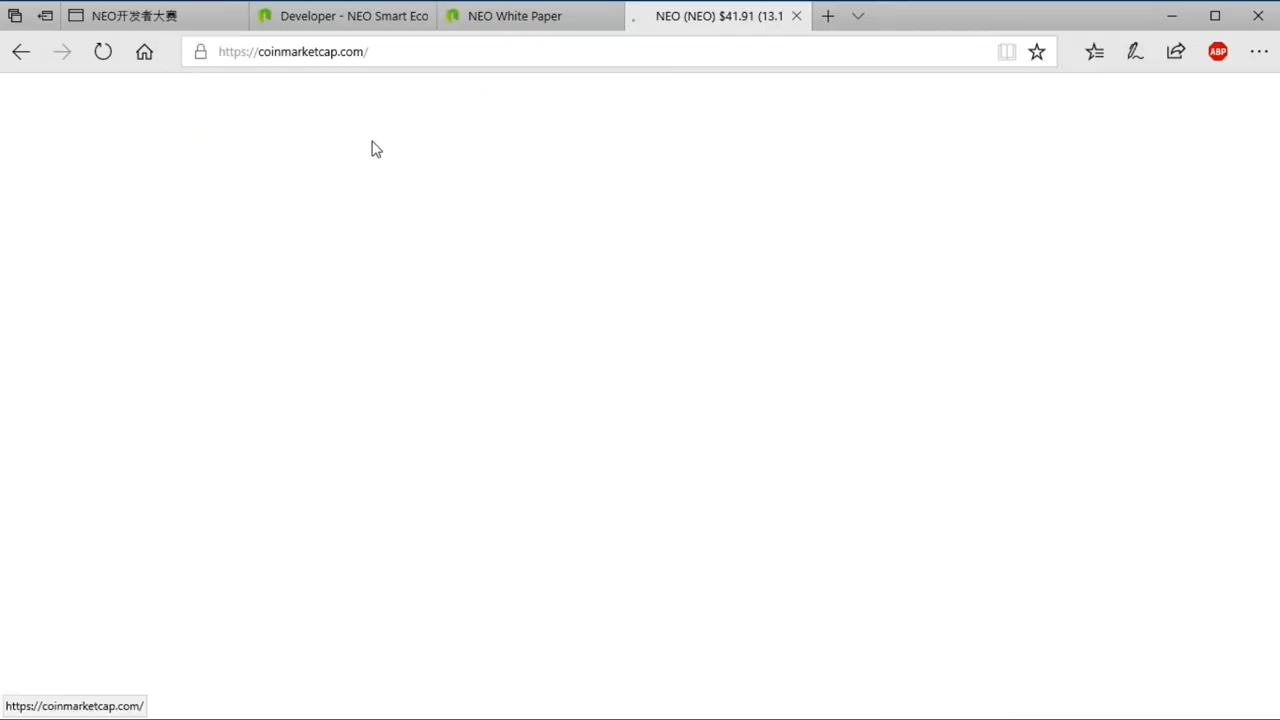 NEO开发者大赛
Developer - NEO Smart Eco
NEO White Paper
NEO (NEO) $41.91 (13.1
https://coinmarketcap.com/
ABP
https://coinmarketcap.com/